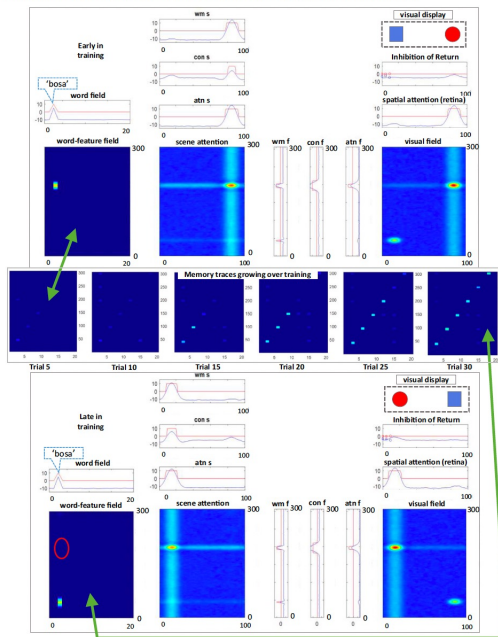 wm s
visual display
Early in
training
con s
Inhibition of Return
'bosa'
word field
atn s
spatial attention (retina)
word-feature field
scene attention
wm f
con f
atn f
visual field
Memory traces growing over training
Trial 5
Trial 10
Trial 15
Trial 20
Trial 25
Trial 30
wm s
visual display
Late in
training
con s
Inhibition of Return
'bosa'
word field
atn s
spatial attention (retina)
word-feature field
scene attention
wm f
con f
atn f
visual field